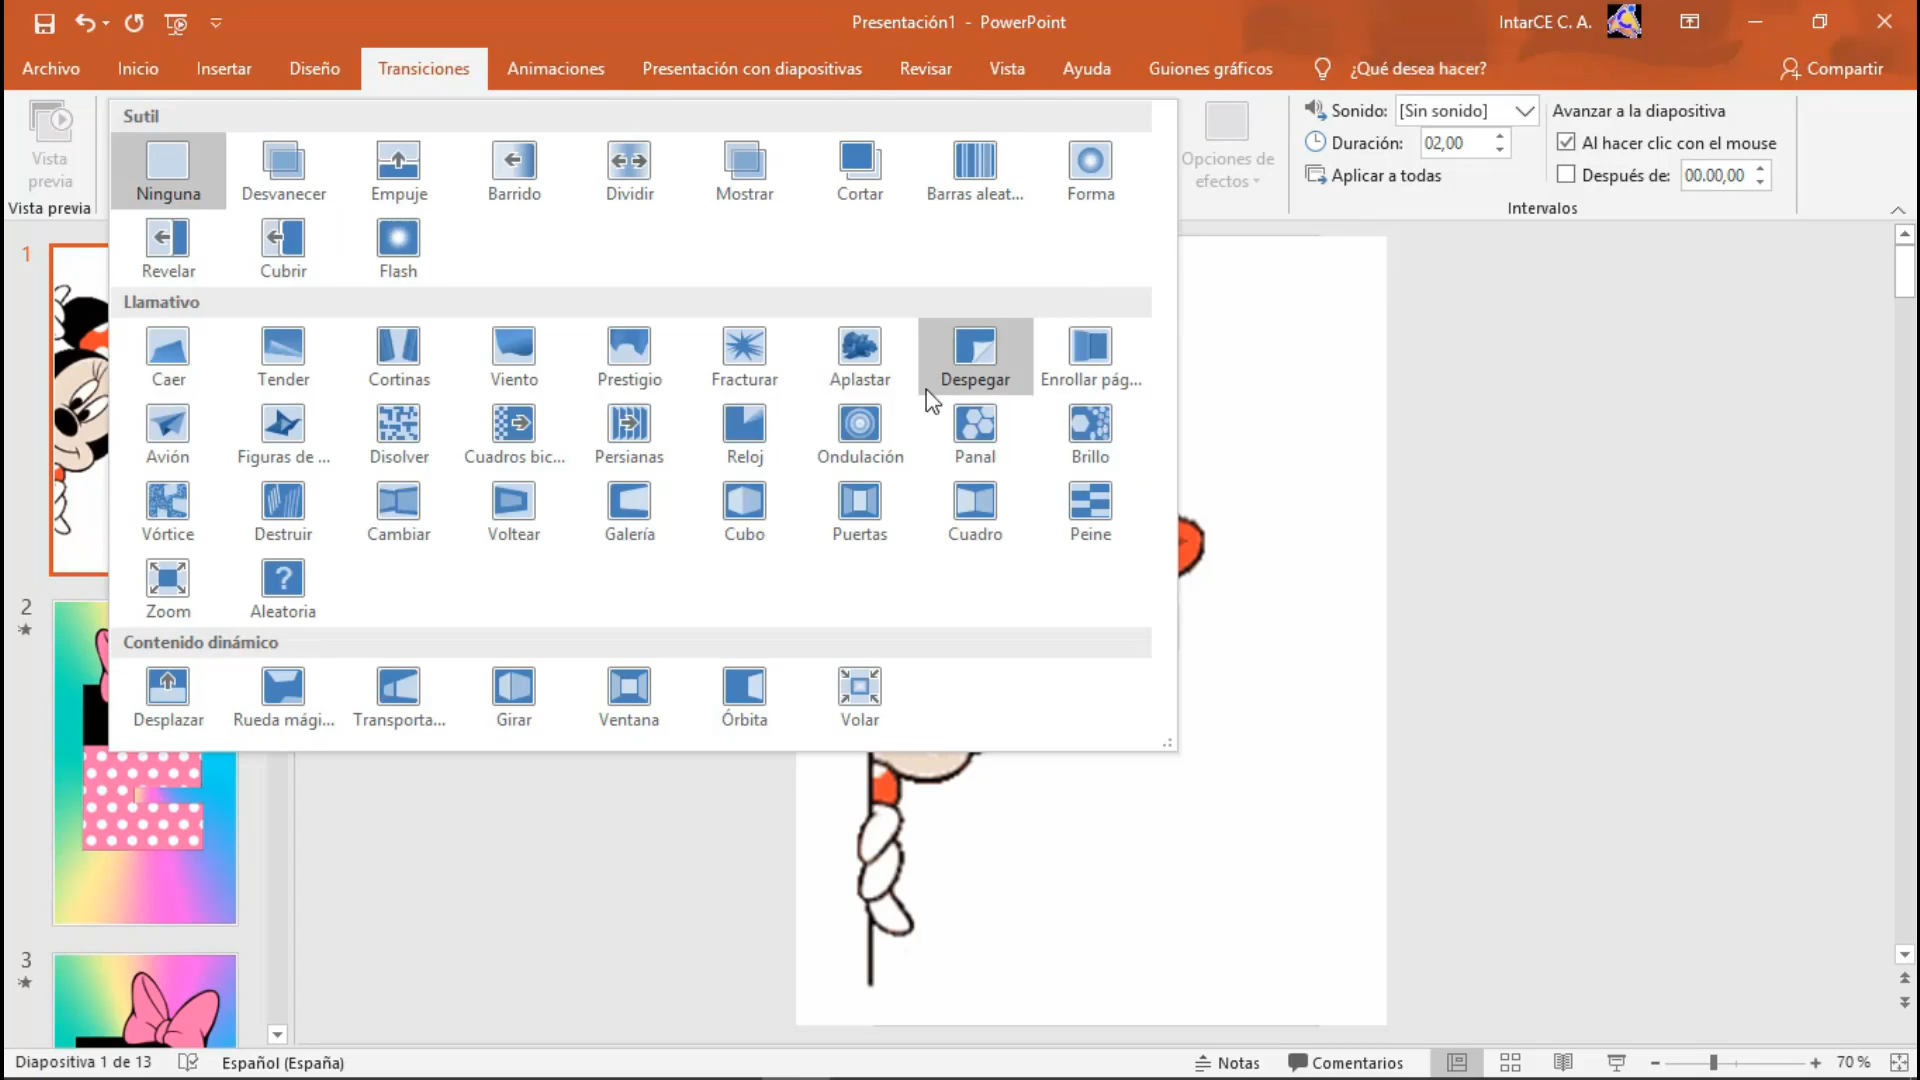 Presentación1 - PowerPoint
IntarCE C. A.
Archivo Inicio Insertar Diseño Transiciones Animaciones Presentación con diapositivas Revisar Vista Ayuda Guiones gráficos ¿Qué desea hacer? Compartir
Vista previa
Vista previa
Sutil
Ninguna Desvanecer Empuje Barrido Dividir Mostrar Cortar Barras aleat... Forma
Revelar Cubrir Flash
Llamativo
Caer Tender Cortinas Viento Prestigio Fracturar Aplastar Despegar Enrollar pág...
Avión Figuras de ... Disolver Cuadros bic... Persianas Reloj Ondulación Panal Brillo
Vórtice Destruir Cambiar Voltear Galería Cubo Puertas Cuadro Peine
Zoom Aleatoria
Contenido dinámico
Desplazar Rueda mági... Transporta... Girar Ventana Órbita Volar
Opciones de efectos
Sonido: [Sin sonido]
Duración: 02,00
Aplicar a todas
Avanzar a la diapositiva
Al hacer clic con el mouse
Después de: 00.00,00
Intervalos
1
2
3
Diapositiva 1 de 13 Español (España) Notas Comentarios 70 %